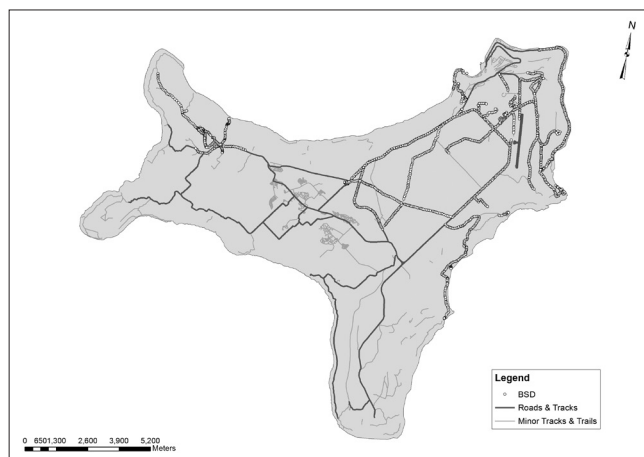 N
Legend
BSD
Roads & Tracks
Minor Tracks & Trails
0 6501,300 2,600 3,900 5,200
Meters